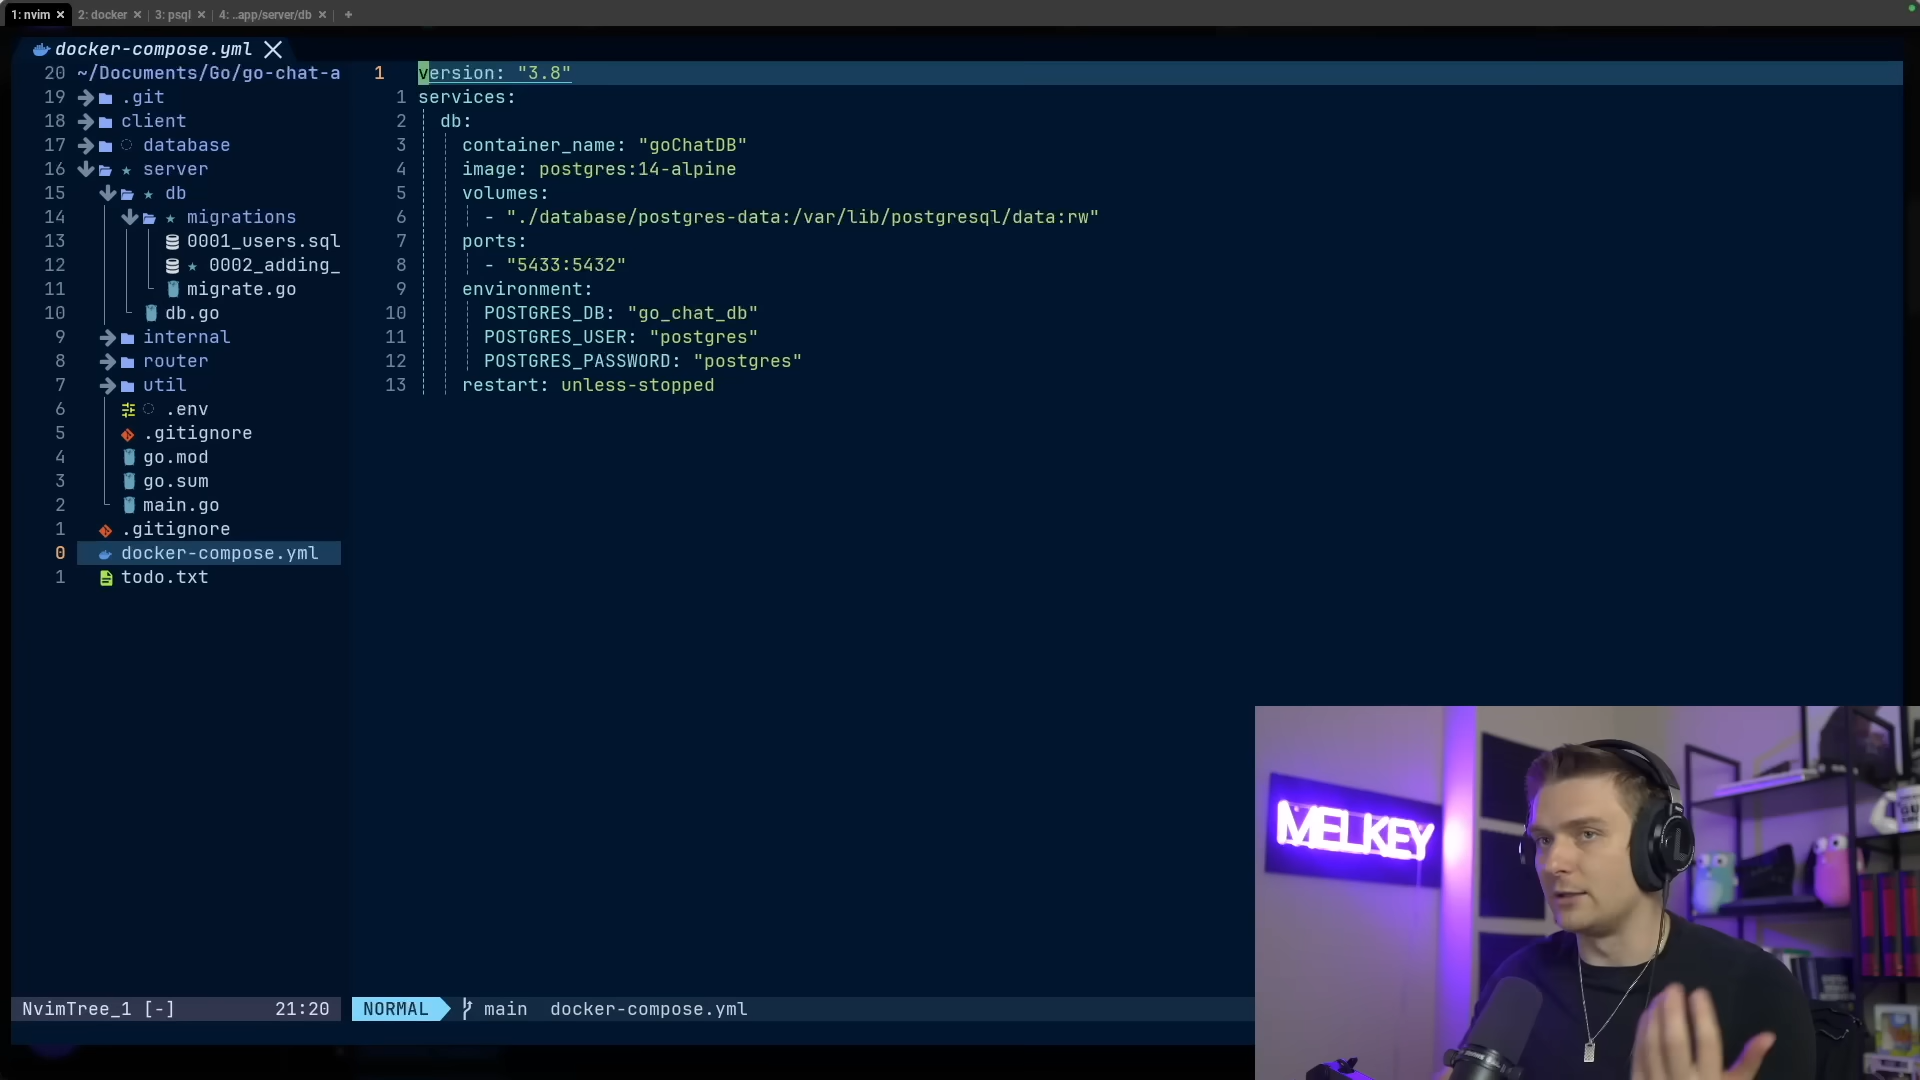 1: nvim × 2: docker × 3: psql × 4: ..app/server/db × +
docker-compose.yml
20 ~/Documents/Go/go-chat-a
19 .git
18 client
17 database
16 server
15 db
14 migrations
13 0001_users.sql
12 0002_adding_
11 migrate.go
10 db.go
9 internal
8 router
7 util
6 .env
5 .gitignore
4 go.mod
3 go.sum
2 main.go
1 .gitignore
0 docker-compose.yml
1 todo.txt
1 version: "3.8"
1 services:
2 db:
3 container_name: "goChatDB"
4 image: postgres:14-alpine
5 volumes:
6 - "./database/postgres-data:/var/lib/postgresql/data:rw"
7 ports:
8 - "5433:5432"
9 environment:
10 POSTGRES_DB: "go_chat_db"
11 POSTGRES_USER: "postgres"
12 POSTGRES_PASSWORD: "postgres"
13 restart: unless-stopped
MELKEY
NvimTree_1 [-] 21:20
NORMAL main docker-compose.yml